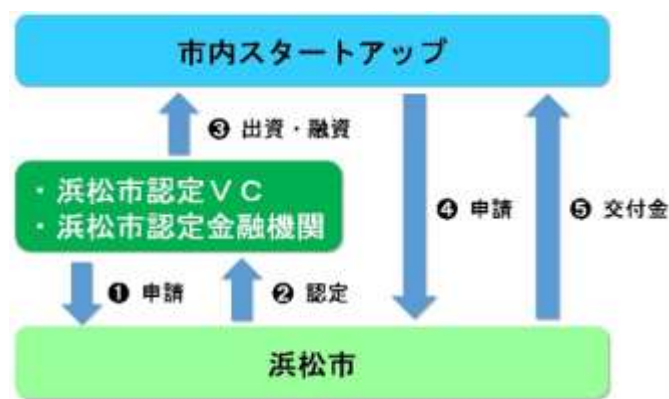 市内スタートアップ
❸ 出資・融資
・浜松市認定ＶＣ
・浜松市認定金融機関
❹ 申請
❺ 交付金
❶ 申請
❷ 認定
浜松市